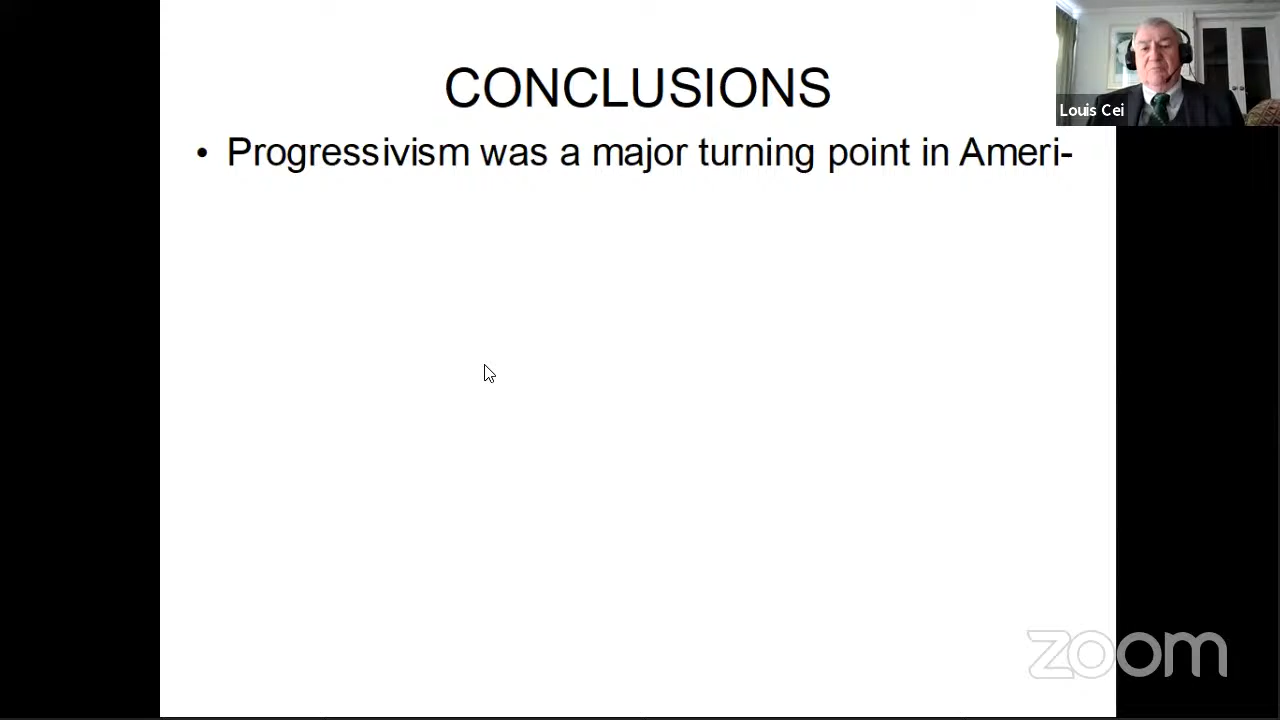 CONCLUSIONS
• Progressivism was a major turning point in Ameri-
Louis Cei
zoom